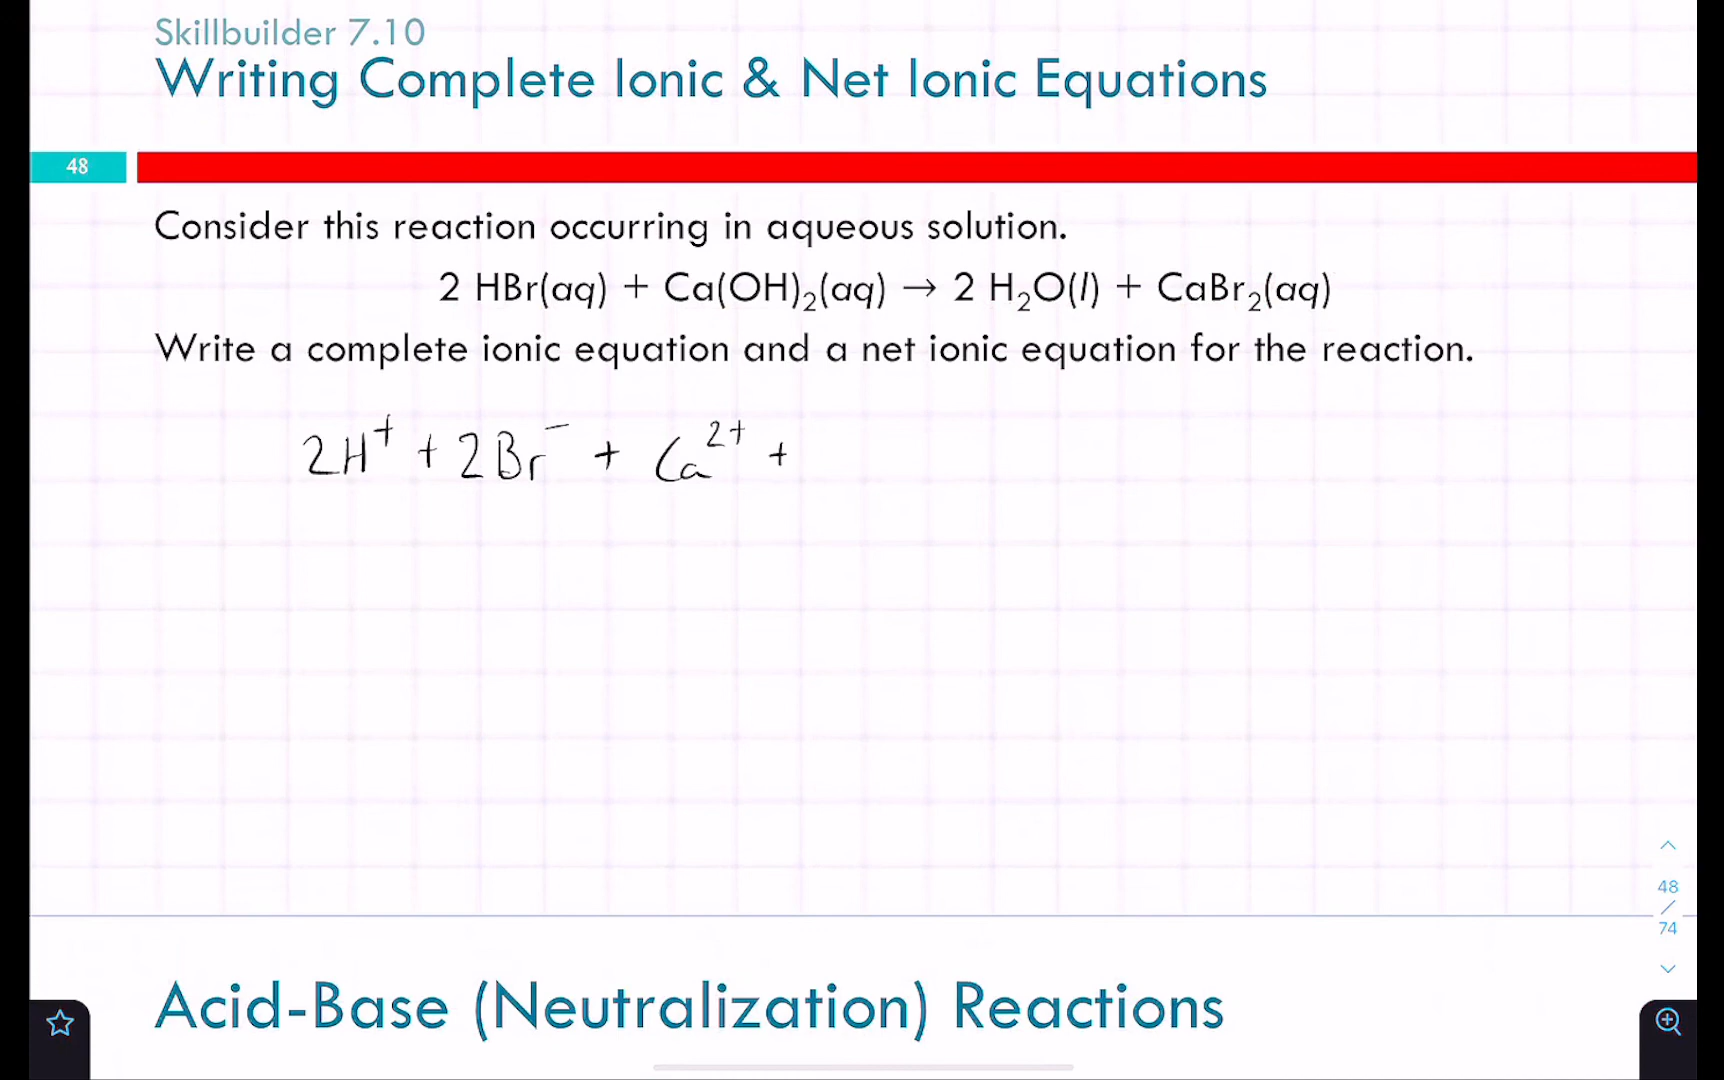 Skillbuilder 7.10
Writing Complete Ionic & Net Ionic Equations
48
Consider this reaction occurring in aqueous solution.
2 HBr(aq) + Ca(OH)₂(aq) → 2 H₂O(l) + CaBr₂(aq)
Write a complete ionic equation and a net ionic equation for the reaction.
2H⁺ + 2Br⁻ + Ca²⁺ +
48
/
74
Acid-Base (Neutralization) Reactions